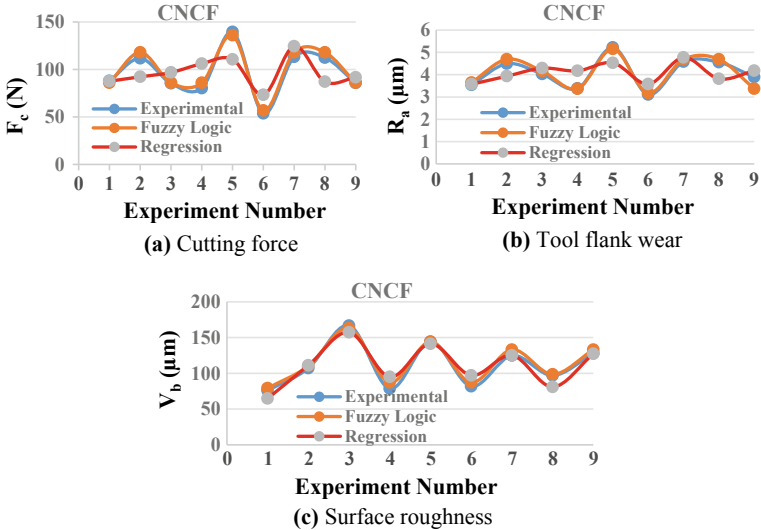 CNCF
F_c (N)
150
100
50
0
Experimental
Fuzzy Logic
Regression
0 1 2 3 4 5 6 7 8 9
Experiment Number
(a) Cutting force
CNCF
R_a (μm)
6
5
4
3
2
1
0
Experimental
Fuzzy Logic
Regression
0 1 2 3 4 5 6 7 8 9
Experiment Number
(b) Tool flank wear
CNCF
V_b (μm)
200
150
100
50
0
Experimental
Fuzzy Logic
Regression
0 1 2 3 4 5 6 7 8 9
Experiment Number
(c) Surface roughness